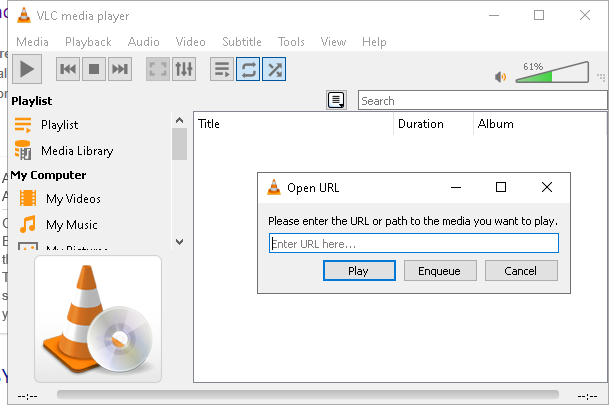 VLC media player
Media Playback Audio Video Subtitle Tools View Help
61%
Playlist
Search
Playlist
Media Library
My Computer
My Videos
My Music
My Pictures
Title Duration Album
Open URL
Please enter the URL or path to the media you want to play.
Enter URL here...
Play Enqueue Cancel
--:-- --:--